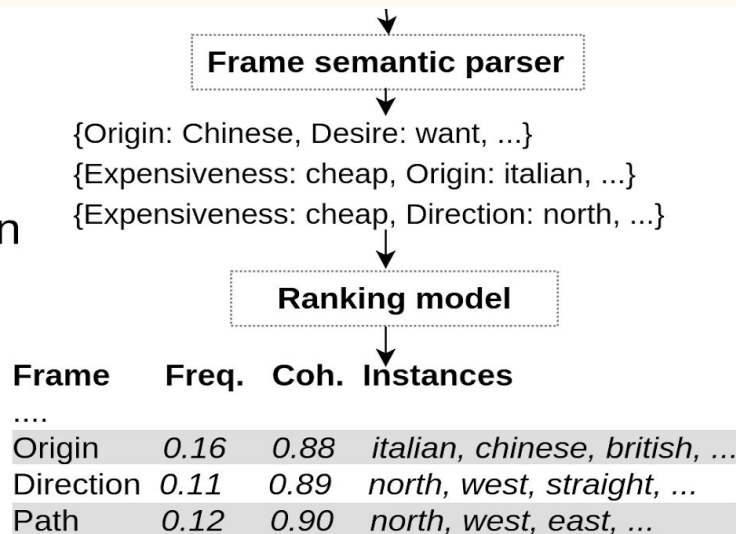 Frame semantic parser
{Origin: Chinese, Desire: want, ...}
{Expensiveness: cheap, Origin: italian, ...}
n {Expensiveness: cheap, Direction: north, ...}
Ranking model
Frame Freq. Coh. Instances
....
Origin 0.16 0.88 italian, chinese, british, ...
Direction 0.11 0.89 north, west, straight, ...
Path 0.12 0.90 north, west, east, ...